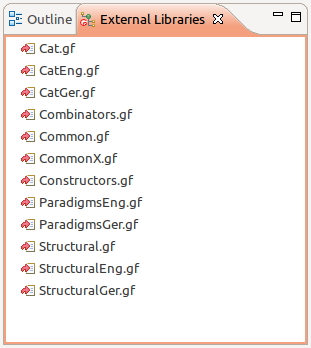 Outline External Libraries
Cat.gf
CatEng.gf
CatGer.gf
Combinators.gf
Common.gf
CommonX.gf
Constructors.gf
ParadigmsEng.gf
ParadigmsGer.gf
Structural.gf
StructuralEng.gf
StructuralGer.gf